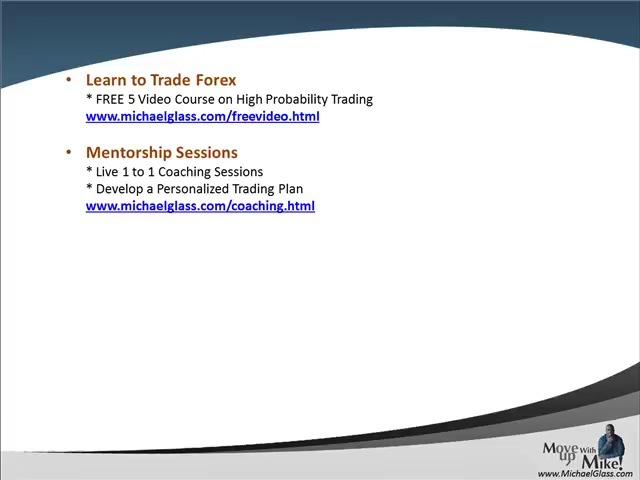 • Learn to Trade Forex
* FREE 5 Video Course on High Probability Trading
www.michaelglass.com/freevideo.html
• Mentorship Sessions
* Live 1 to 1 Coaching Sessions
* Develop a Personalized Trading Plan
www.michaelglass.com/coaching.html
Move up With Mike!
www.MichaelGlass.com